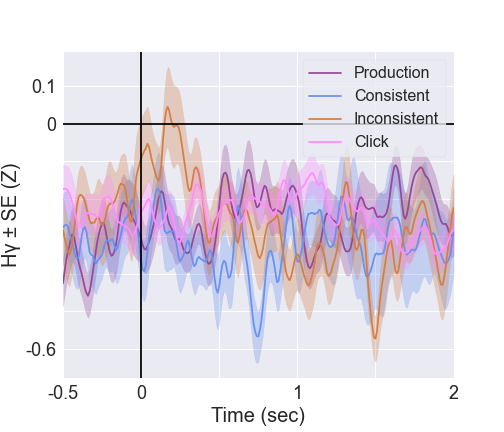 Production
Consistent
Inconsistent
Click
0.1
0
-0.6
Hγ ± SE (Z)
-0.5
0
1
2
Time (sec)